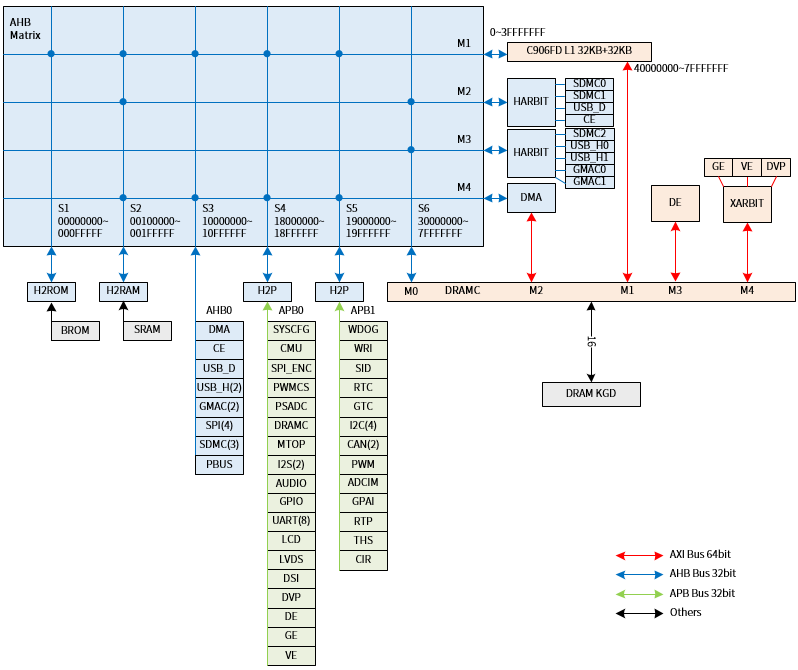 AHB
Matrix
M1
M2
M3
M4
0~3FFFFFFF
C906FD L1 32KB+32KB
40000000~7FFFFFFF
HARBIT
SDMC0
SDMC1
USB_D
CE
HARBIT
SDMC2
USB_H0
USB_H1
GMAC0
GMAC1
DMA
DE
GE
VE
DVP
XARBIT
S1
00000000~
000FFFFF
S2
00100000~
001FFFFF
S3
10000000~
10FFFFFF
S4
18000000~
18FFFFFF
S5
19000000~
19FFFFFF
S6
30000000~
7FFFFFFF
H2ROM
H2RAM
H2P
H2P
M0
DRAMC
M2
M1
M3
M4
BROM
SRAM
16
DRAM KGD
AHB0
DMA
CE
USB_D
USB_H(2)
GMAC(2)
SPI(4)
SDMC(3)
PBUS
APB0
SYSCFG
CMU
SPI_ENC
PWMCS
PSADC
DRAMC
MTOP
I2S(2)
AUDIO
GPIO
UART(8)
LCD
LVDS
DSI
DVP
DE
GE
VE
APB1
WDOG
WRI
SID
RTC
GTC
I2C(4)
CAN(2)
PWM
ADCIM
GPAI
RTP
THS
CIR
AXI Bus 64bit
AHB Bus 32bit
APB Bus 32bit
Others